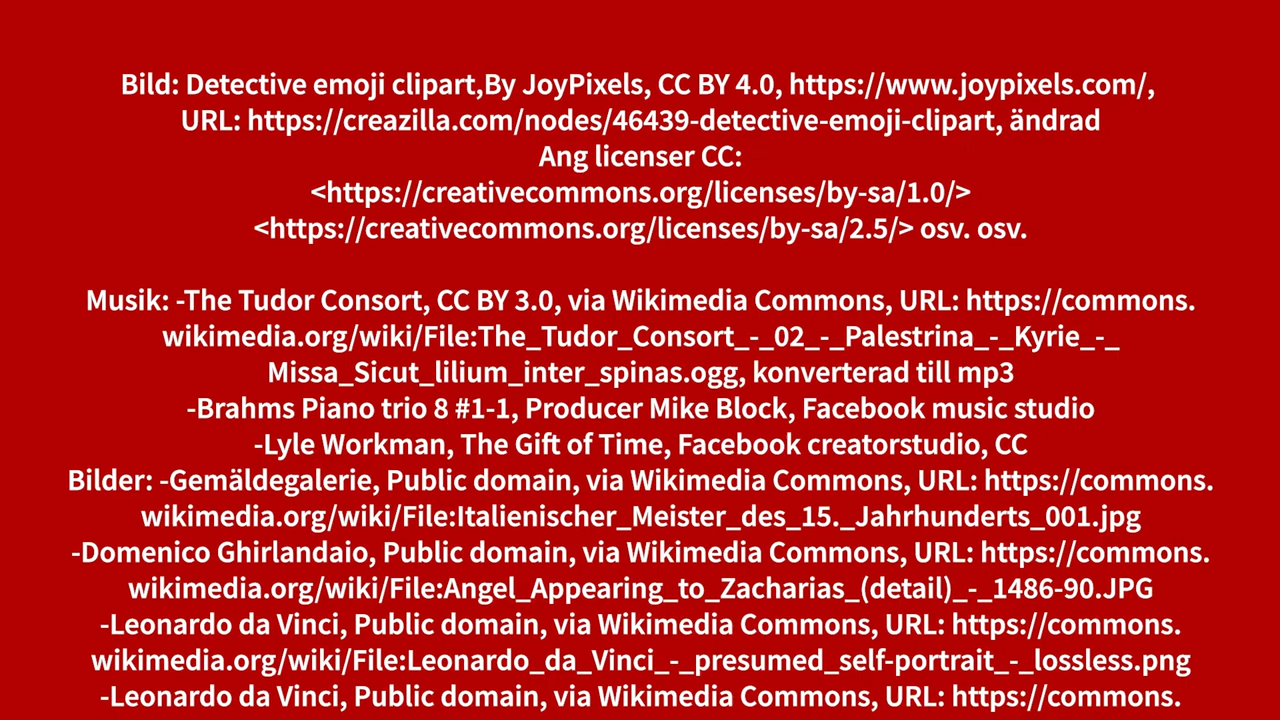 Bild: Detective emoji clipart,By JoyPixels, CC BY 4.0, https://www.joypixels.com/,
URL: https://creazilla.com/nodes/46439-detective-emoji-clipart, ändrad
Ang licenser CC:
<https://creativecommons.org/licenses/by-sa/1.0/>
<https://creativecommons.org/licenses/by-sa/2.5/> osv. osv.
Musik: -The Tudor Consort, CC BY 3.0, via Wikimedia Commons, URL: https://commons.
wikimedia.org/wiki/File:The_Tudor_Consort_-_02_-_Palestrina_-_Kyrie_-_
Missa_Sicut_lilium_inter_spinas.ogg, konverterad till mp3
-Brahms Piano trio 8 #1-1, Producer Mike Block, Facebook music studio
-Lyle Workman, The Gift of Time, Facebook creatorstudio, CC
Bilder: -Gemäldegalerie, Public domain, via Wikimedia Commons, URL: https://commons.
wikimedia.org/wiki/File:Italienischer_Meister_des_15._Jahrhunderts_001.jpg
-Domenico Ghirlandaio, Public domain, via Wikimedia Commons, URL: https://commons.
wikimedia.org/wiki/File:Angel_Appearing_to_Zacharias_(detail)_-_1486-90.JPG
-Leonardo da Vinci, Public domain, via Wikimedia Commons, URL: https://commons.
wikimedia.org/wiki/File:Leonardo_da_Vinci_-_presumed_self-portrait_-_lossless.png
-Leonardo da Vinci, Public domain, via Wikimedia Commons, URL: https://commons.